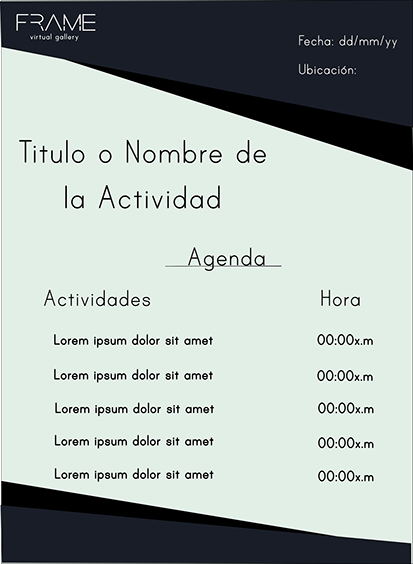 FRAME
virtual gallery
Fecha: dd/mm/yy
Ubicación:
Titulo o Nombre de
la Actividad
Agenda
Actividades Hora
Lorem ipsum dolor sit amet 00:00x.m
Lorem ipsum dolor sit amet 00:00x.m
Lorem ipsum dolor sit amet 00:00x.m
Lorem ipsum dolor sit amet 00:00x.m
Lorem ipsum dolor sit amet 00:00x.m